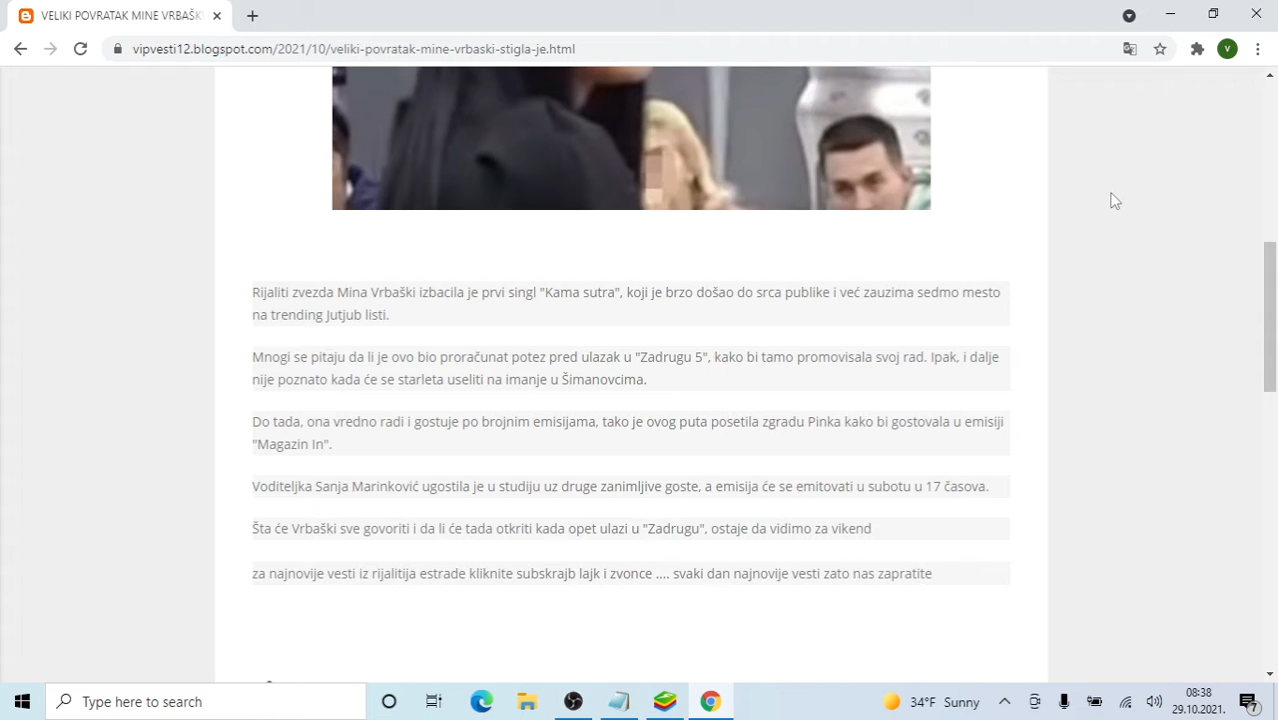 VELIKI POVRATAK MINE VRBAŠK
vipvesti12.blogspot.com/2021/10/veliki-povratak-mine-vrbaski-stigla-je.html
V
Rijaliti zvezda Mina Vrbaški izbacila je prvi singl "Kama sutra", koji je brzo došao do srca publike i već zauzima sedmo mesto
na trending Jutjub listi.
Mnogi se pitaju da li je ovo bio proračunat potez pred ulazak u "Zadrugu 5", kako bi tamo promovisala svoj rad. Ipak, i dalje
nije poznato kada će se starleta useliti na imanje u Šimanovcima.
Do tada, ona vredno radi i gostuje po brojnim emisijama, tako je ovog puta posetila zgradu Pinka kako bi gostovala u emisiji
"Magazin In".
Voditeljka Sanja Marinković ugostila je u studiju uz druge zanimljive goste, a emisija će se emitovati u subotu u 17 časova.
Šta će Vrbaški sve govoriti i da li će tada otkriti kada opet ulazi u "Zadrugu", ostaje da vidimo za vikend
za najnovije vesti iz rijalitija estrade kliknite subskrajb lajk i zvonce .... svaki dan najnovije vesti zato nas zapratite
Type here to search
34°F Sunny
08:38
29.10.2021.
7